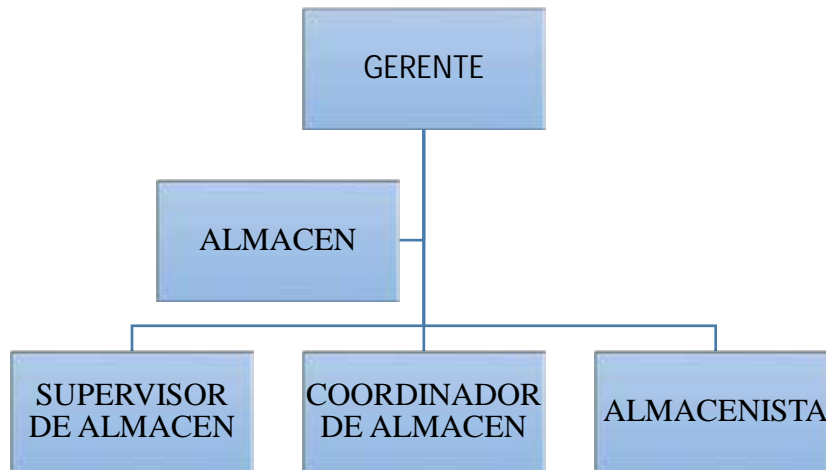 GERENTE
ALMACEN
SUPERVISOR
DE ALMACEN
COORDINADOR
DE ALMACEN
ALMACENISTA